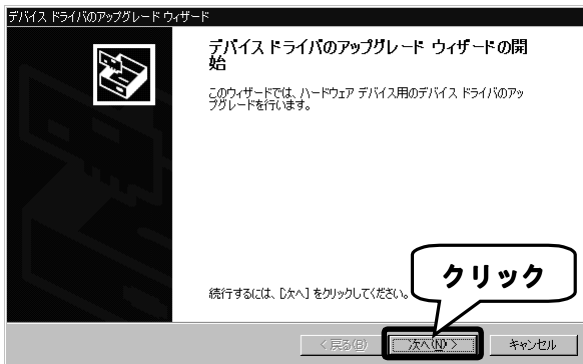 デバイス ドライバのアップグレード ウィザード
デバイス ドライバのアップグレード ウィザードの開
始
このウィザードでは、ハードウェア デバイス用のデバイス ドライバのアッ
プグレードを行います。
続行するには、[次へ] をクリックしてください。
クリック
< 戻る(B)
次へ(N) >
キャンセル